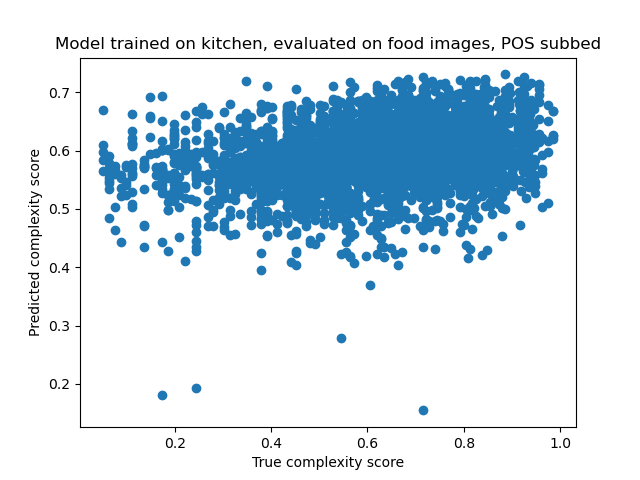 Model trained on kitchen, evaluated on food images, POS subbed
0.7
0.6
0.5
0.4
0.3
0.2
Predicted complexity score
0.2 0.4 0.6 0.8 1.0
True complexity score